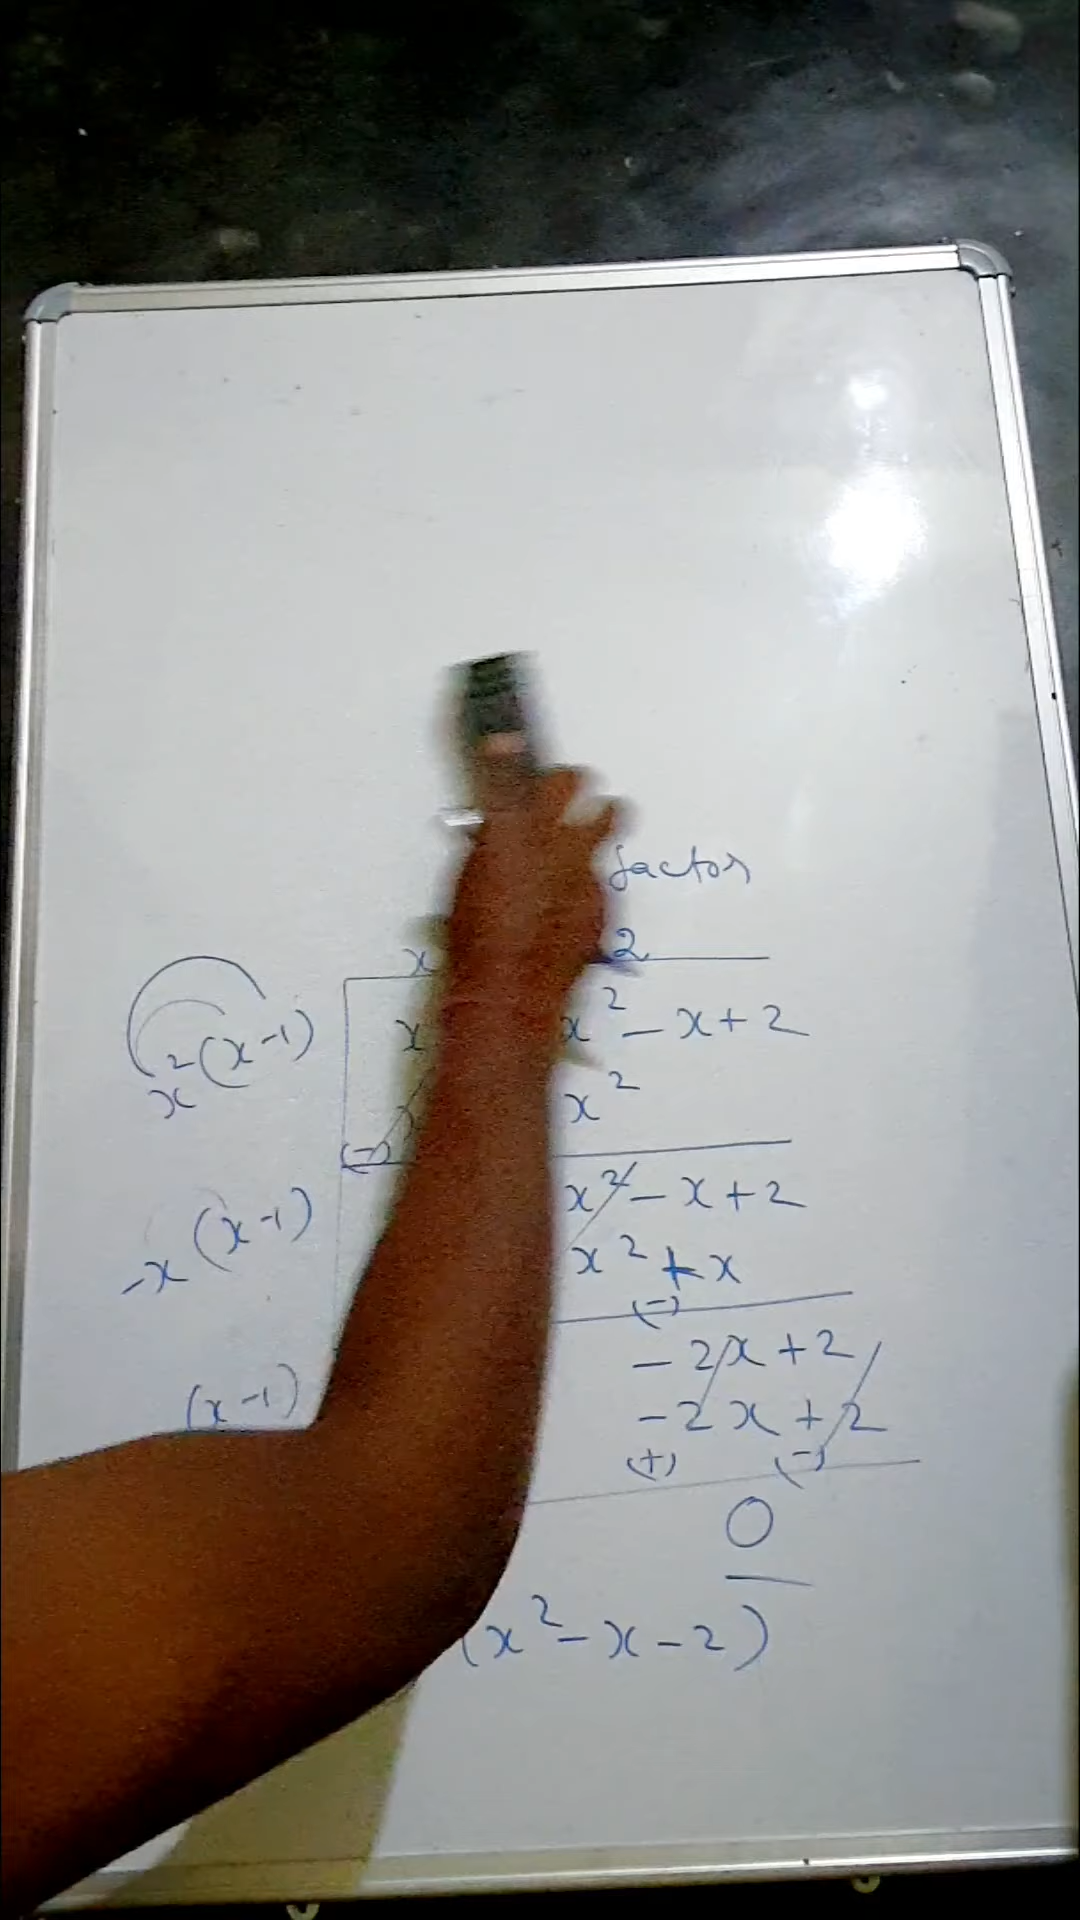 factor
x 2
x²(x-1) x x² - x + 2
x²
(-)
x² - x + 2
-x (x-1) x² + x
(-)
- 2x + 2
(x-1) - 2x + 2
(+) (-)
0
(x² - x - 2)